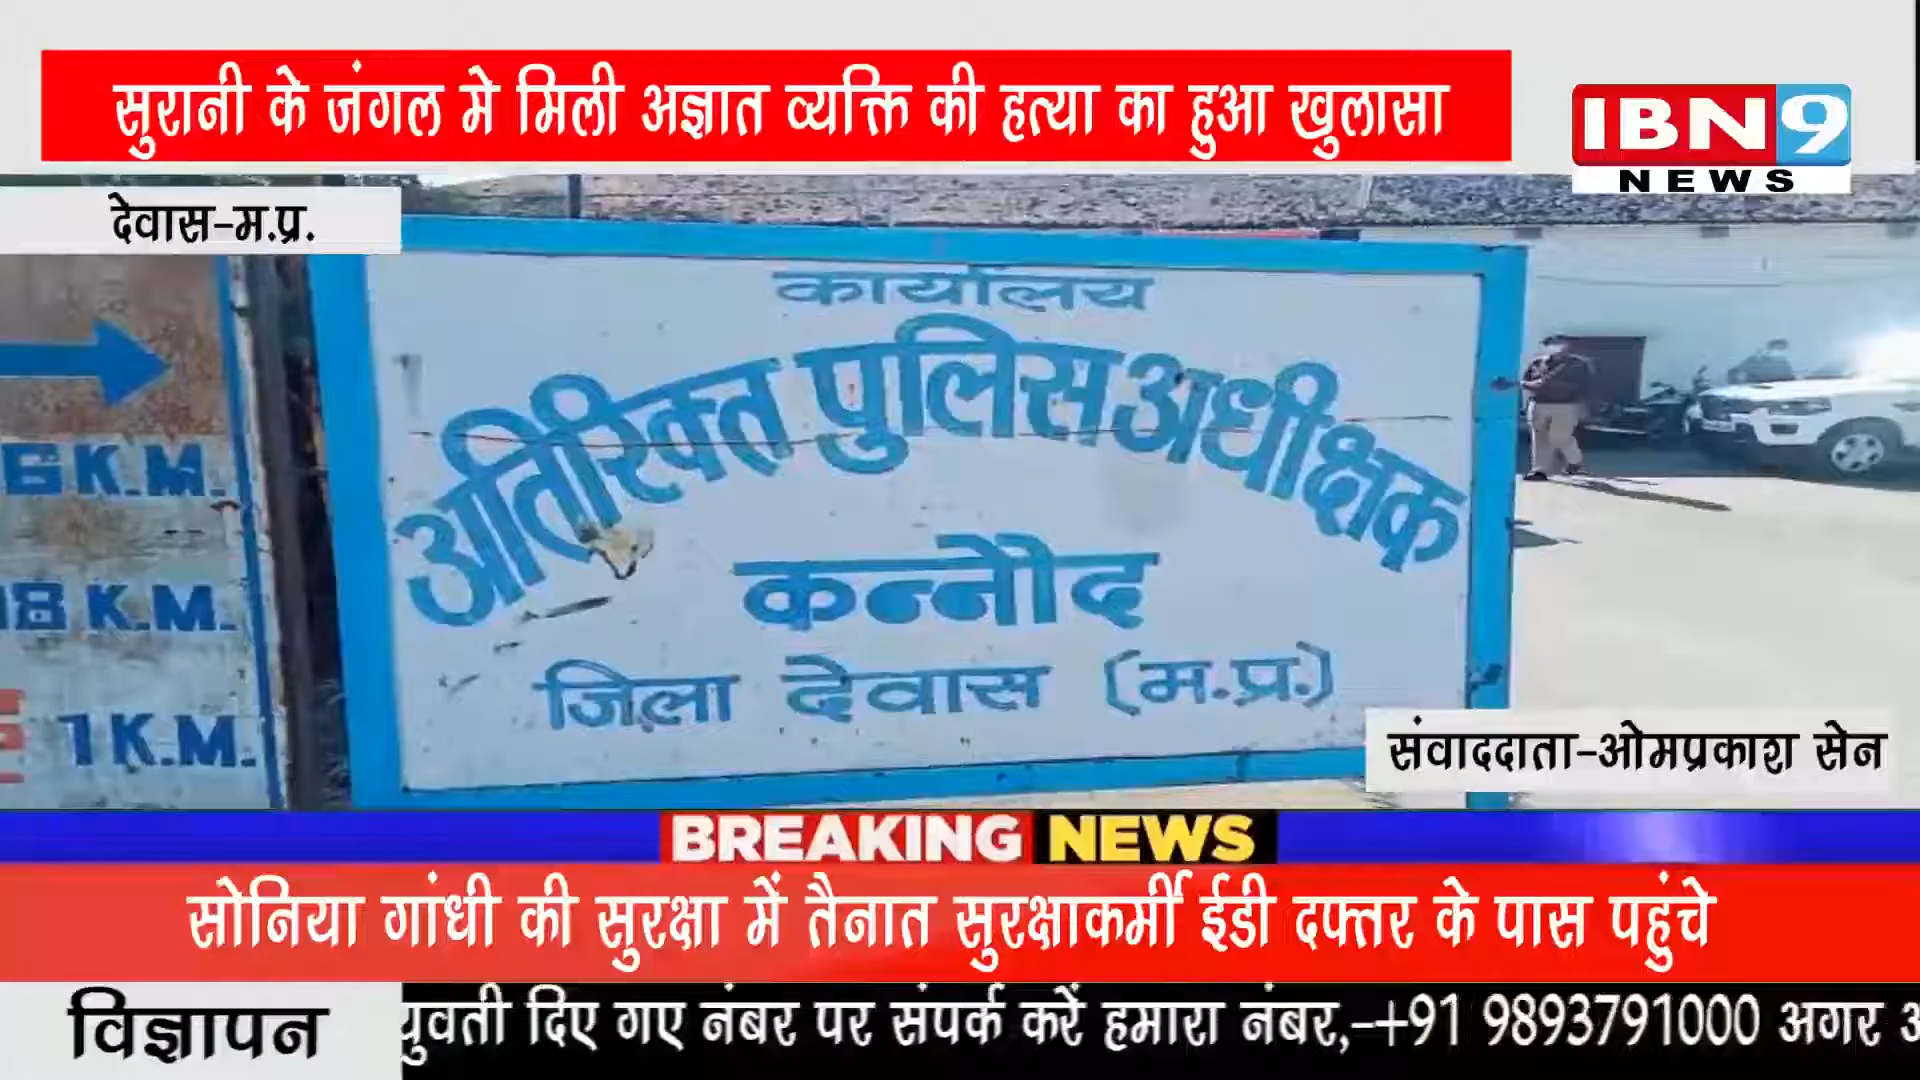 सुरानी के जंगल मे मिली अज्ञात व्यक्ति की हत्या का हुआ खुलासा
IBN9
NEWS
देवास-म.प्र.
कार्यालय
अतिरिक्त पुलिस अधीक्षक
कन्नौद
जिला देवास (म.प्र.)
6 K.M.
18 K.M.
1 K.M.
संवाददाता-ओमप्रकाश सेन
BREAKING NEWS
सोनिया गांधी की सुरक्षा में तैनात सुरक्षाकर्मी ईडी दफ्तर के पास पहुंचे
विज्ञापन
युवती दिए गए नंबर पर संपर्क करें हमारा नंबर,-+91 9893791000 अगर